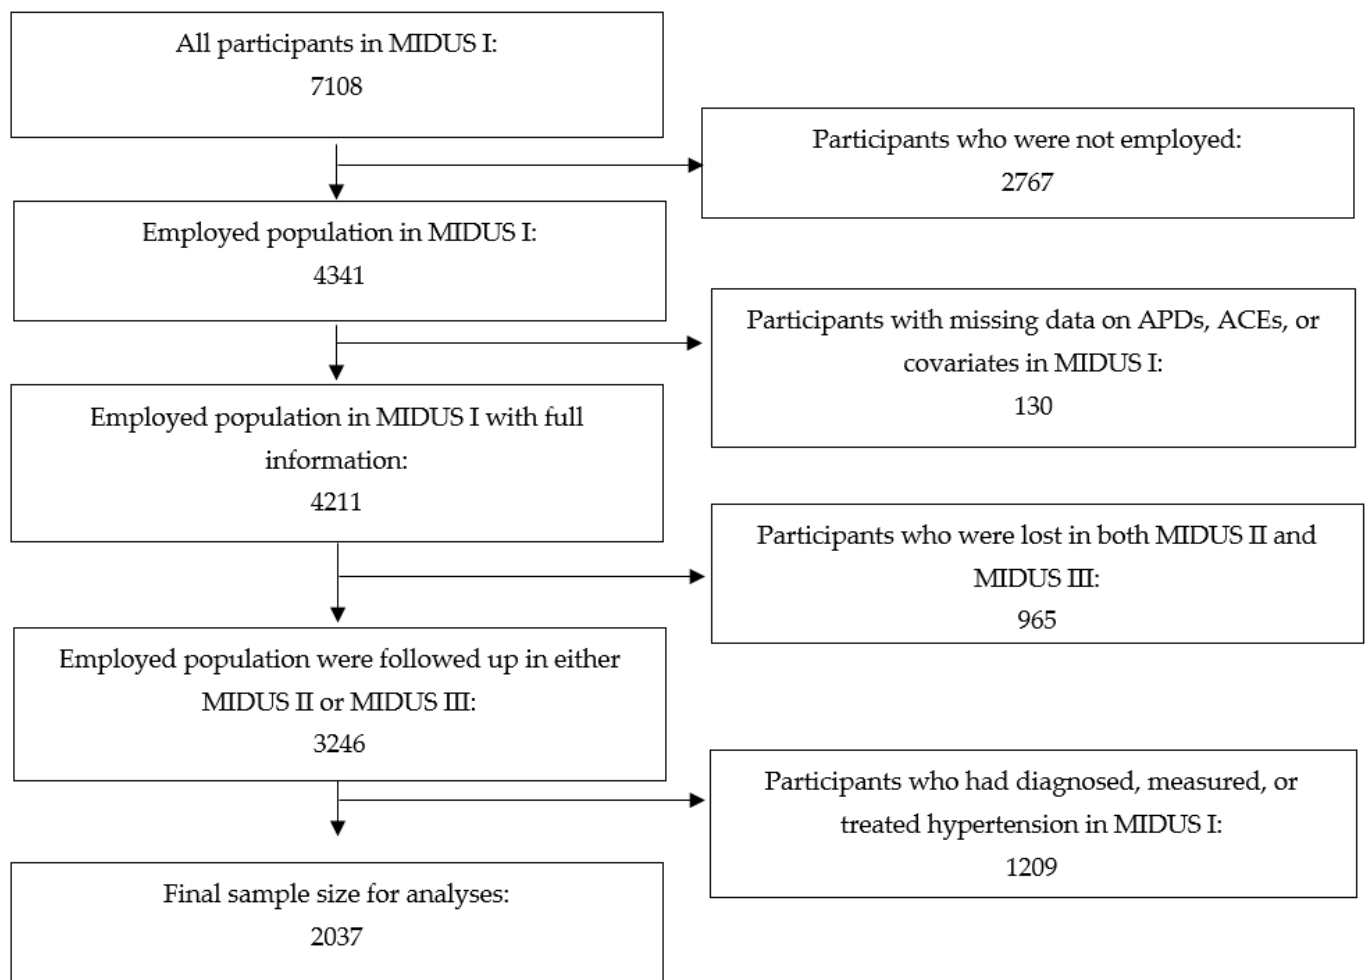 All participants in MIDUS I:
7108
Participants who were not employed:
2767
Employed population in MIDUS I:
4341
Participants with missing data on APDs, ACEs, or
covariates in MIDUS I:
130
Employed population in MIDUS I with full
information:
4211
Participants who were lost in both MIDUS II and
MIDUS III:
965
Employed population were followed up in either
MIDUS II or MIDUS III:
3246
Participants who had diagnosed, measured, or
treated hypertension in MIDUS I:
1209
Final sample size for analyses:
2037